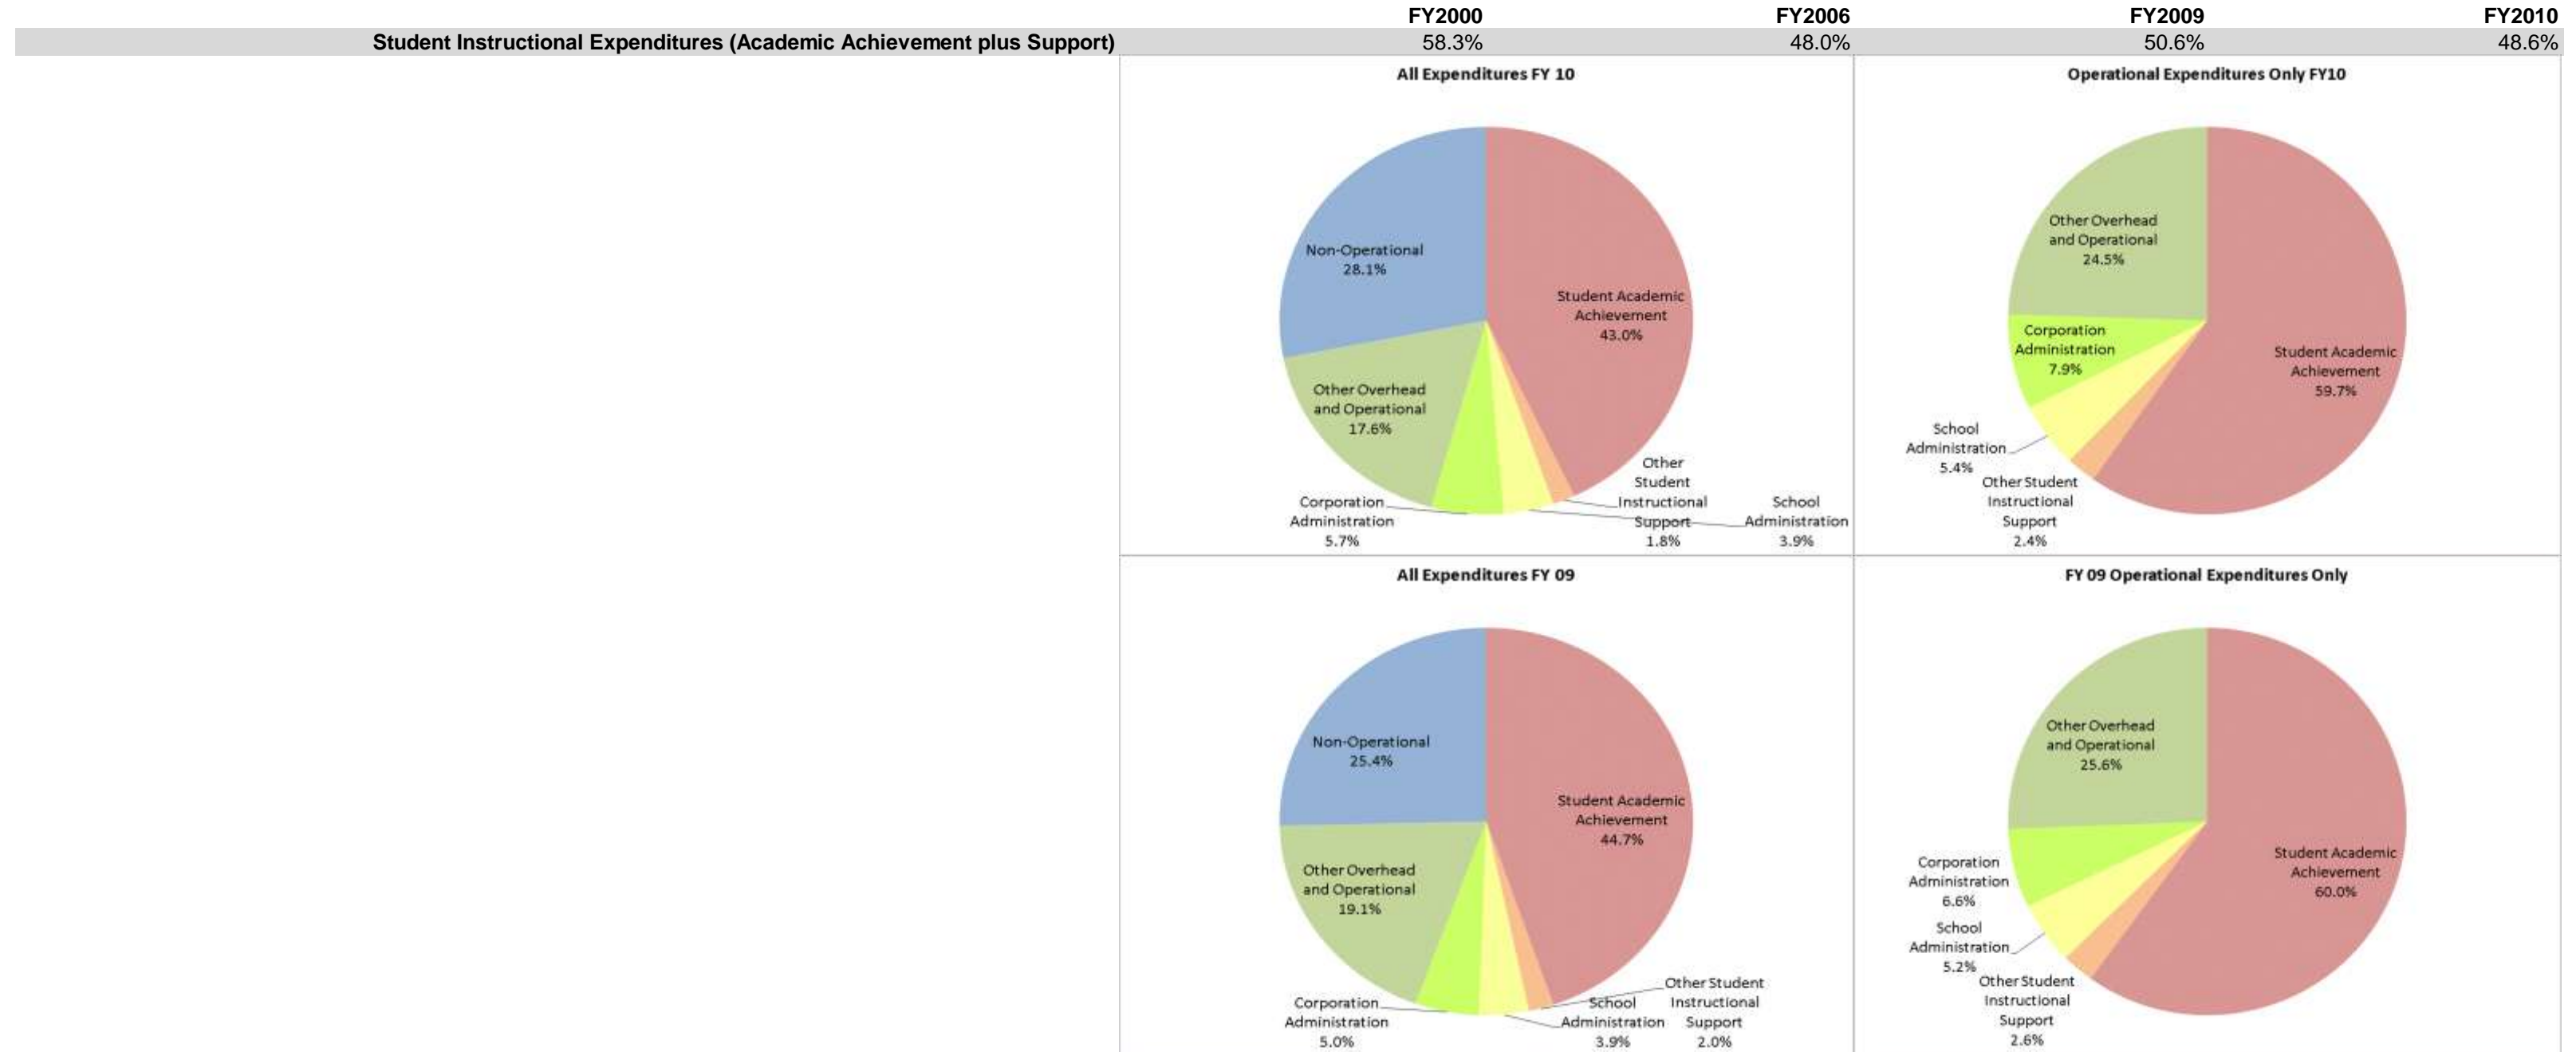 FY2000 FY2006 FY2009 FY2010
Student Instructional Expenditures (Academic Achievement plus Support) 58.3% 48.0% 50.6% 48.6%
All Expenditures FY 10
Non-Operational
28.1%
Student Academic
Achievement
43.0%
Other Overhead
and Operational
17.6%
Corporation
Administration
5.7%
Other
Student
Instructional
Support
1.8%
School
Administration
3.9%
Operational Expenditures Only FY10
Other Overhead
and Operational
24.5%
Corporation
Administration
7.9%
Student Academic
Achievement
59.7%
School
Administration
5.4%
Other Student
Instructional
Support
2.4%
All Expenditures FY 09
Non-Operational
25.4%
Student Academic
Achievement
44.7%
Other Overhead
and Operational
19.1%
Corporation
Administration
5.0%
School
Administration
3.9%
Other Student
Instructional
Support
2.0%
FY 09 Operational Expenditures Only
Other Overhead
and Operational
25.6%
Student Academic
Achievement
60.0%
Corporation
Administration
6.6%
School
Administration
5.2%
Other Student
Instructional
Support
2.6%